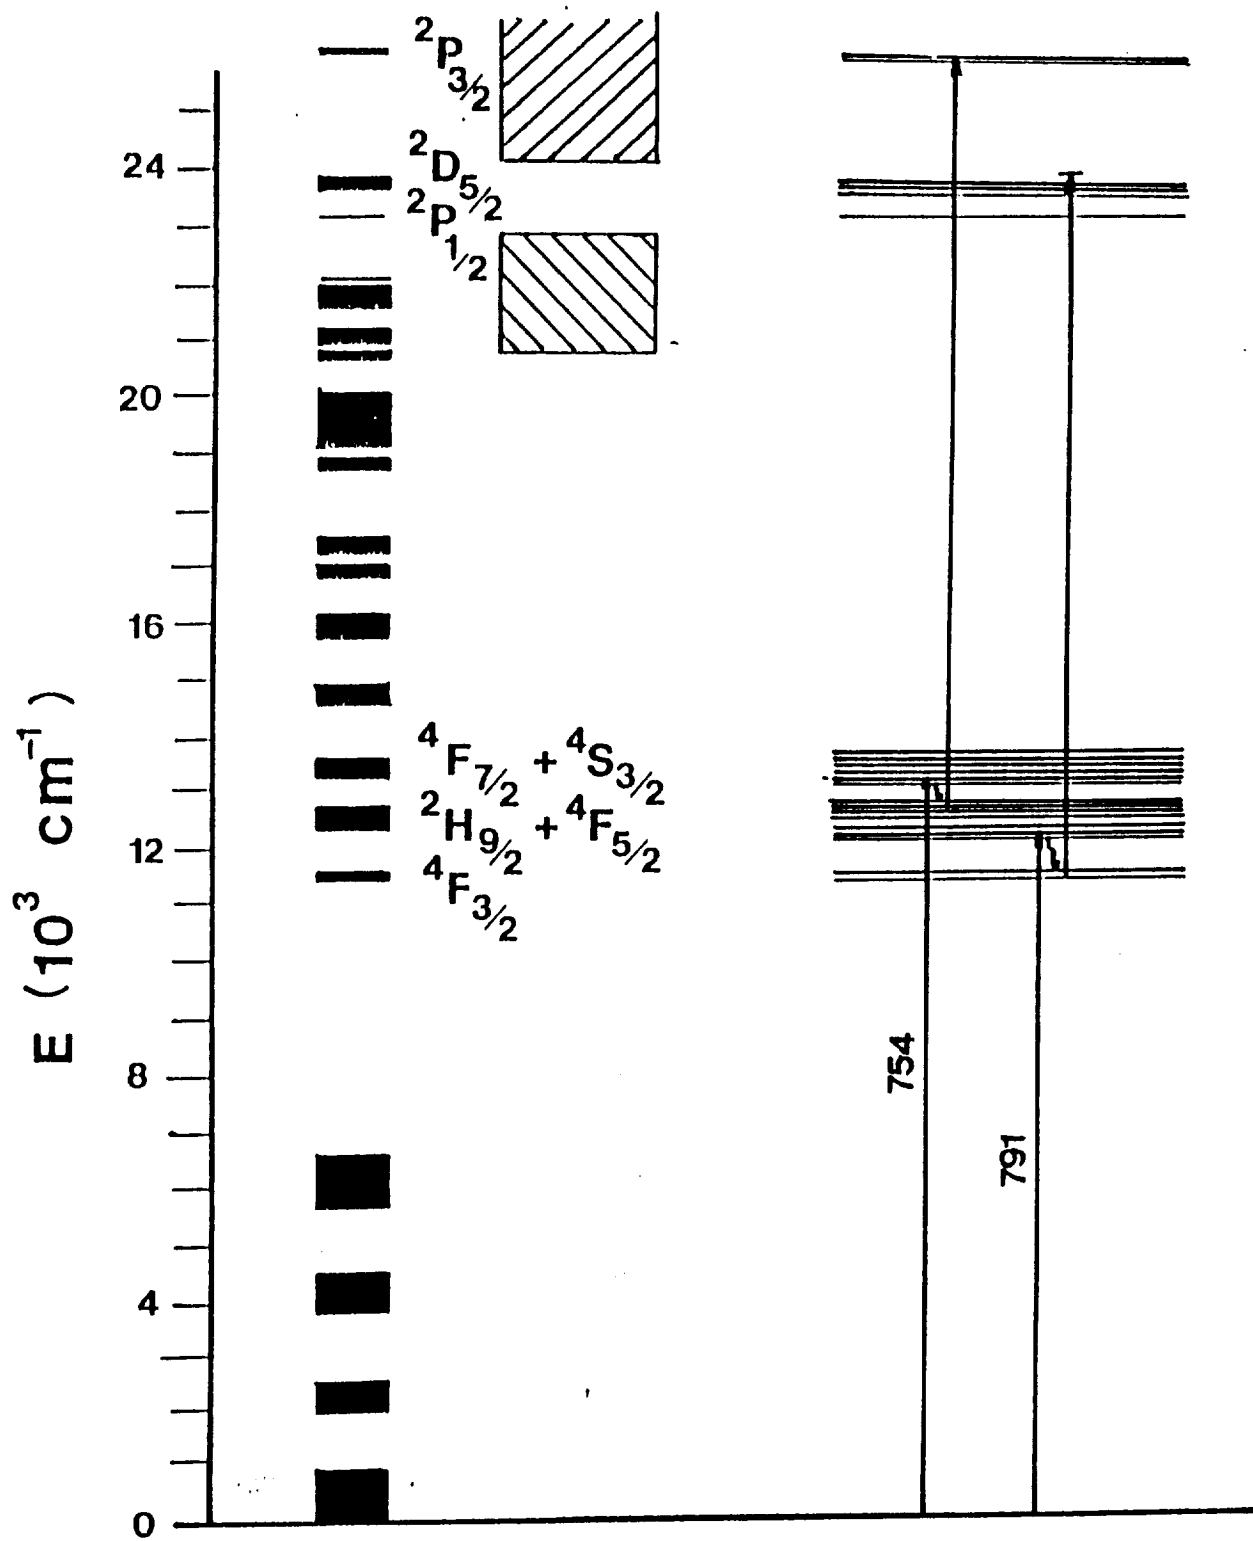 ²P₃/₂
²D₅/₂
24
²P₁/₂
20
16
⁴F₇/₂ + ⁴S₃/₂
²H₉/₂ + ⁴F₅/₂
12
⁴F₃/₂
E (10³ cm⁻¹)
8
754
791
4
0